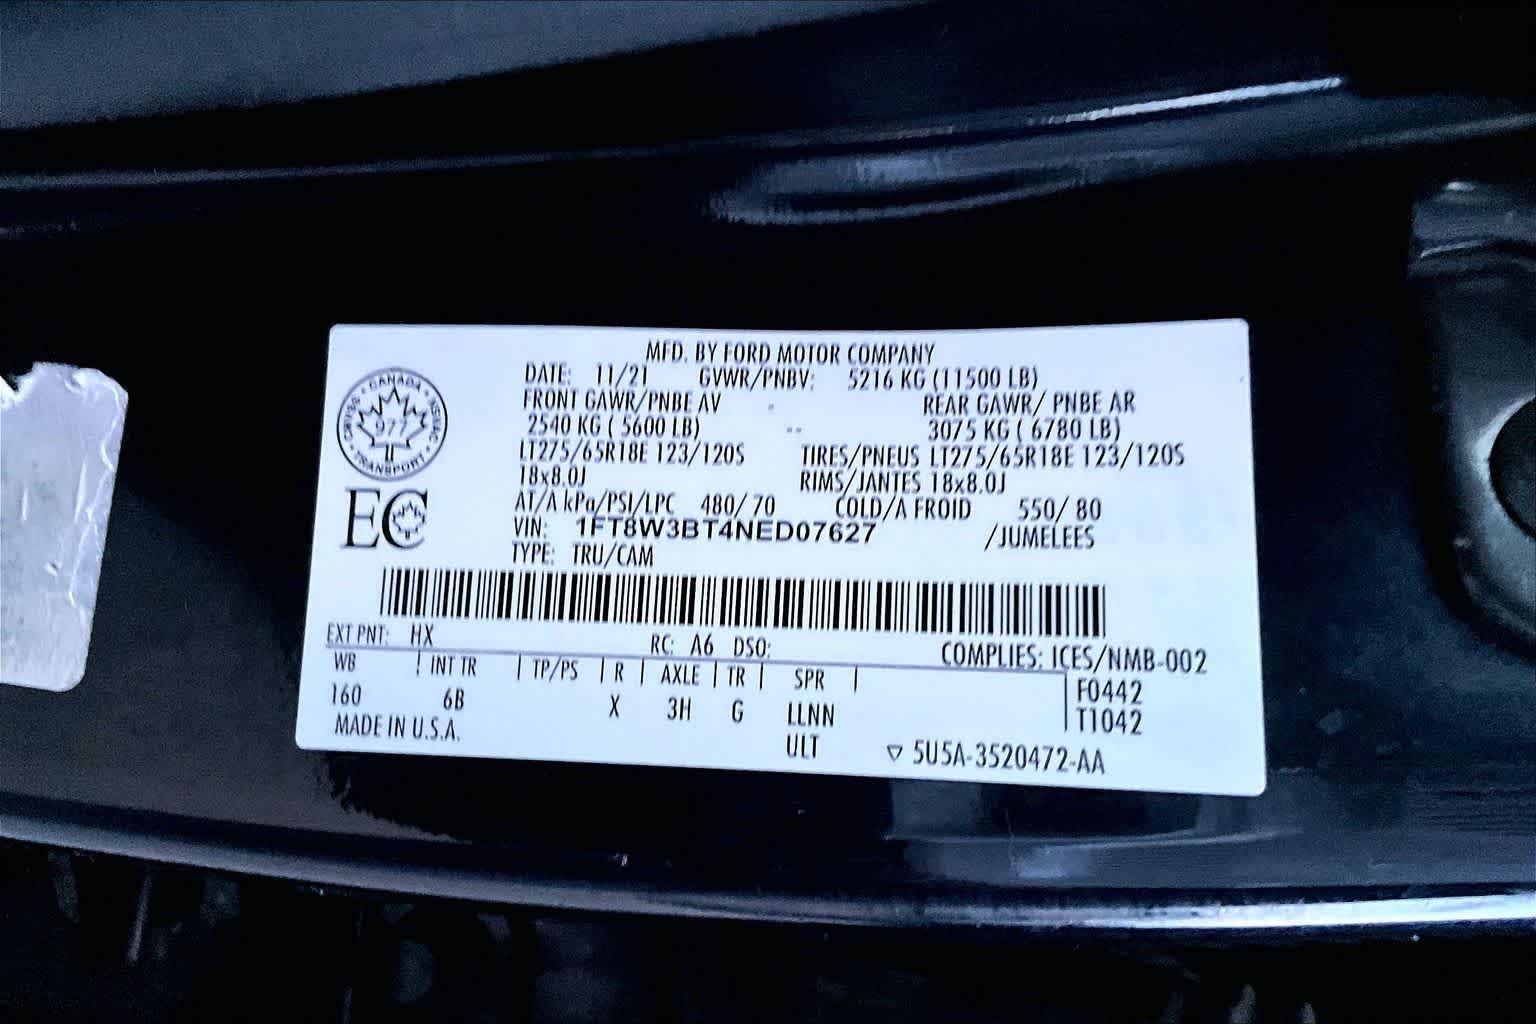 MFD. BY FORD MOTOR COMPANY
DATE: 11/21 GVWR/PNBV: 5216 KG (11500 LB)
FRONT GAWR/PNBE AV REAR GAWR/ PNBE AR
2540 KG ( 5600 LB) -- 3075 KG ( 6780 LB)
LT275/65R18E 123/120S TIRES/PNEUS LT275/65R18E 123/120S
18x8.0J RIMS/JANTES 18x8.0J
AT/A kPa/PSI/LPC 480/ 70 COLD/A FROID 550/ 80
VIN: 1FT8W3BT4NED07627 /JUMELEES
TYPE: TRU/CAM
CANADA
977
TRANSPORT
EC
EXT PNT: HX RC: A6 DSO: COMPLIES: ICES/NMB-002
WB | INT TR | TP/PS | R | AXLE | TR | SPR | F0442
160 6B X 3H G LLNN T1042
MADE IN U.S.A. ULT ▽ 5U5A-3520472-AA